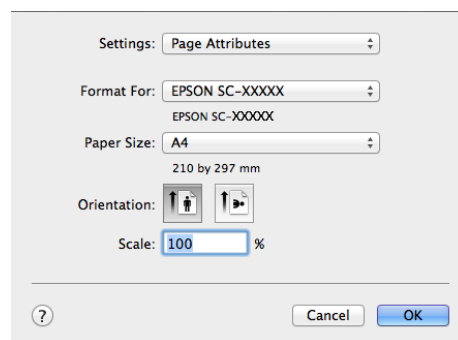 Settings: Page Attributes
Format For: EPSON SC-XXXXX
EPSON SC-XXXXX
Paper Size: A4
210 by 297 mm
Orientation:
Scale: 100 %
? Cancel OK